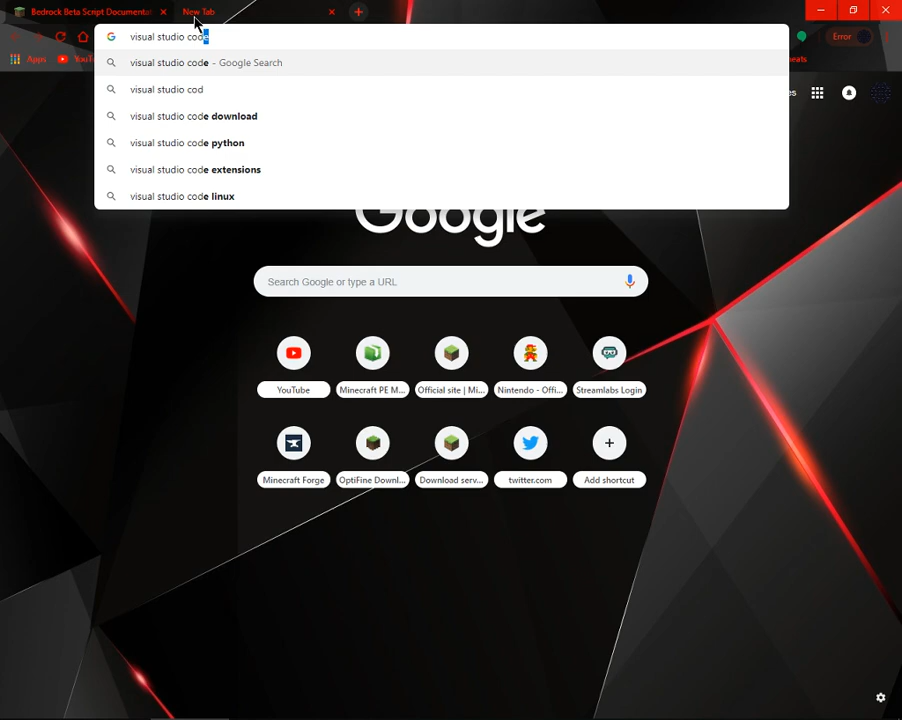 Bedrock Beta Script Documentat
New Tab
visual studio code
Error
visual studio code - Google Search
Apps
YouTu
eats
visual studio cod
es
visual studio code download
visual studio code python
visual studio code extensions
visual studio code linux
Google
Search Google or type a URL
YouTube
Minecraft PE M...
Official site | Mi...
Nintendo - Offi...
Streamlabs Login
Minecraft Forge
OptiFine Downl...
Download serv...
twitter.com
Add shortcut